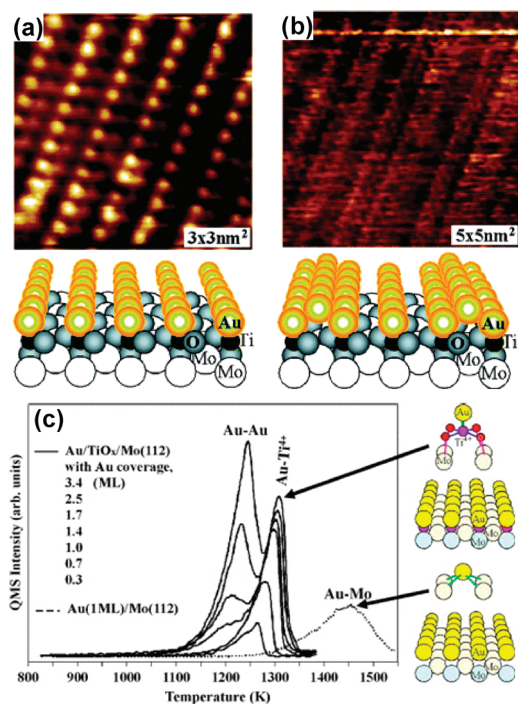 (a)
3x3nm²
(b)
5x5nm²
Au
O
Ti
Mo
Mo
Au
O
Ti
Mo
Mo
(c)
QMS Intensity (arb. units)
Au/TiOₓ/Mo(112)
with Au coverage,
3.4 (ML)
2.5
1.7
1.4
1.0
0.7
0.3
Au(1ML)/Mo(112)
Au-Au
Au-Ti⁴⁺
Au-Mo
800 900 1000 1100 1200 1300 1400 1500
Temperature (K)
Au
Ti⁴⁺
Mo
Au
Mo
Mo
Au
Mo
Mo